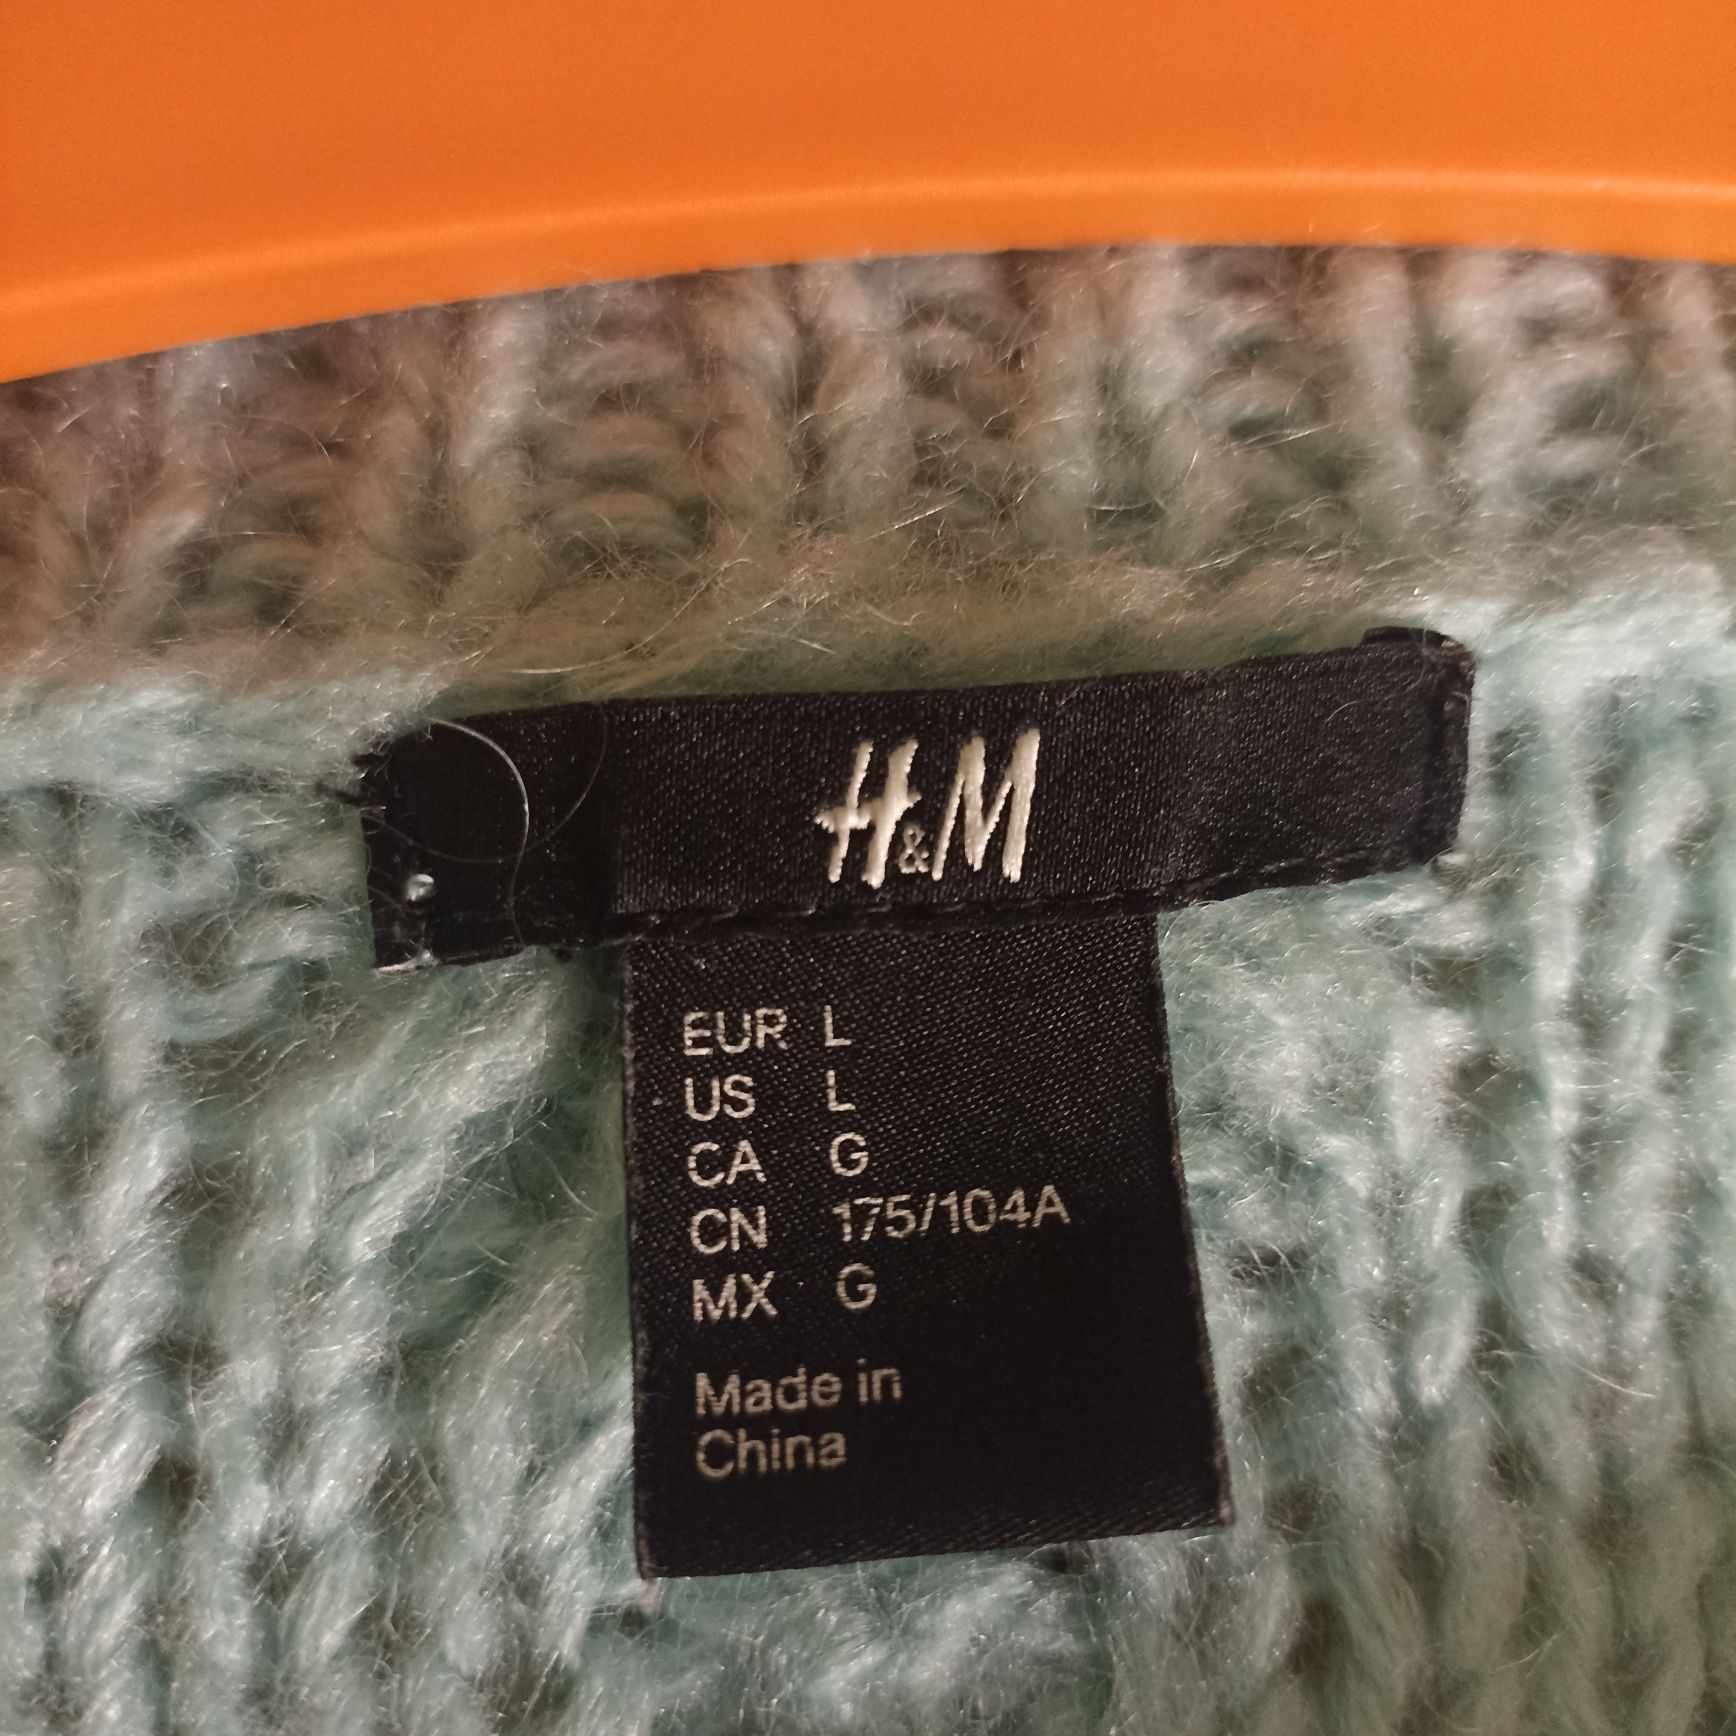 H&M
EUR L
US L
CA G
CN 175/104A
MX G
Made in
China